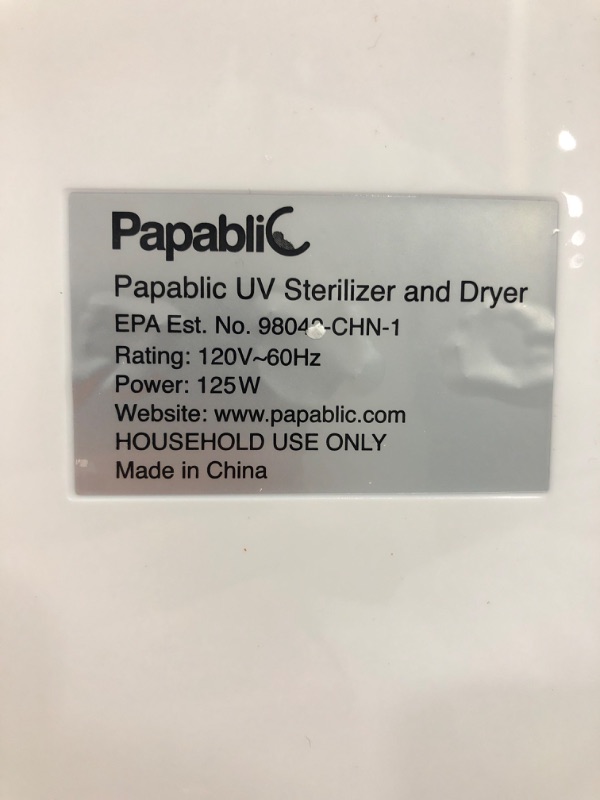 Papablic
Papablic UV Sterilizer and Dryer
EPA Est. No.
Rating: 120V~60Hz
Power: 125W
Website: www.papablic.com
HOUSEHOLD USE ONLY
Made in China